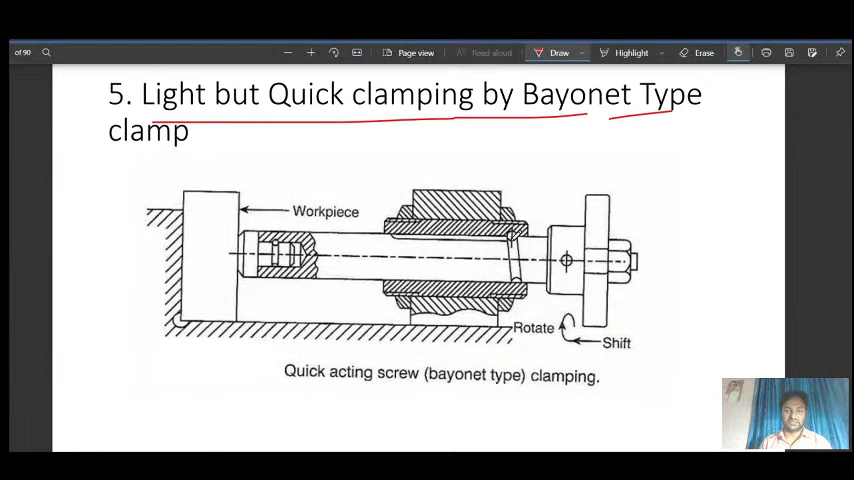 of 90
Page view
Read aloud
Draw
Highlight
Erase
5. Light but Quick clamping by Bayonet Type
clamp
Workpiece
Rotate
Shift
Quick acting screw (bayonet type) clamping.